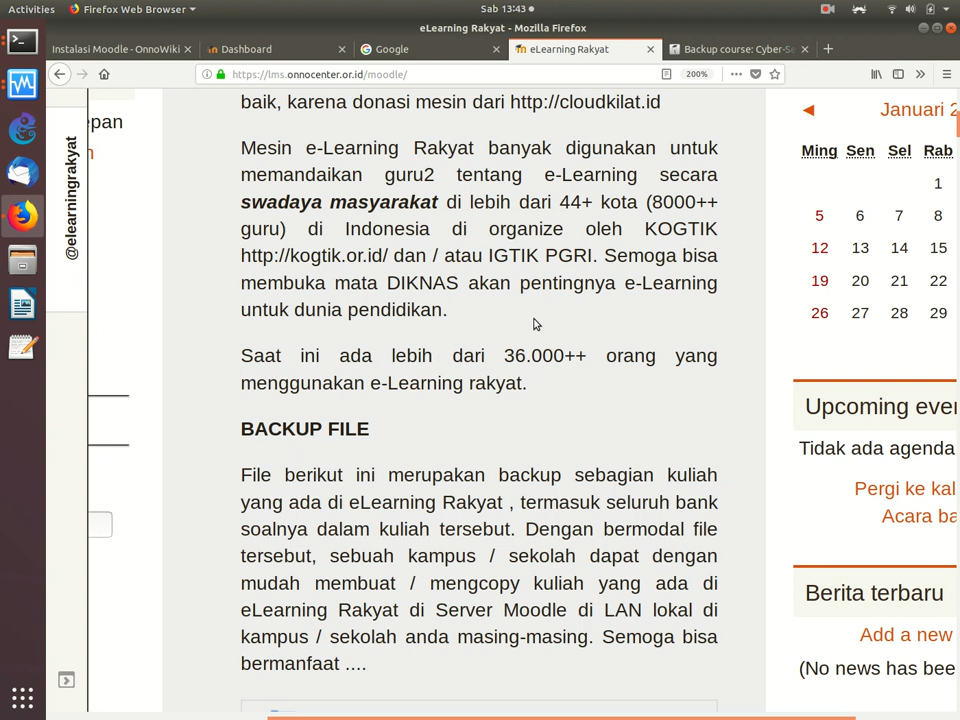 Activities Firefox Web Browser Sab 13:43
eLearning Rakyat - Mozilla Firefox
Instalasi Moodle - OnnoWiki Dashboard Google eLearning Rakyat Backup course: Cyber-Se
https://lms.onnocenter.or.id/moodle/ 200%
baik, karena donasi mesin dari http://cloudkilat.id
Mesin e-Learning Rakyat banyak digunakan untuk
memandaikan guru2 tentang e-Learning secara
swadaya masyarakat di lebih dari 44+ kota (8000++
guru) di Indonesia di organize oleh KOGTIK
http://kogtik.or.id/ dan / atau IGTIK PGRI. Semoga bisa
membuka mata DIKNAS akan pentingnya e-Learning
untuk dunia pendidikan.
Saat ini ada lebih dari 36.000++ orang yang
menggunakan e-Learning rakyat.
BACKUP FILE
File berikut ini merupakan backup sebagian kuliah
yang ada di eLearning Rakyat , termasuk seluruh bank
soalnya dalam kuliah tersebut. Dengan bermodal file
tersebut, sebuah kampus / sekolah dapat dengan
mudah membuat / mengcopy kuliah yang ada di
eLearning Rakyat di Server Moodle di LAN lokal di
kampus / sekolah anda masing-masing. Semoga bisa
bermanfaat ....
epan
n
@elearningrakyat
◄ Januari 2
Ming Sen Sel Rab
1
5 6 7 8
12 13 14 15
19 20 21 22
26 27 28 29
Upcoming ever
Tidak ada agenda
Pergi ke kal
Acara ba
Berita terbaru
Add a new
(No news has bee